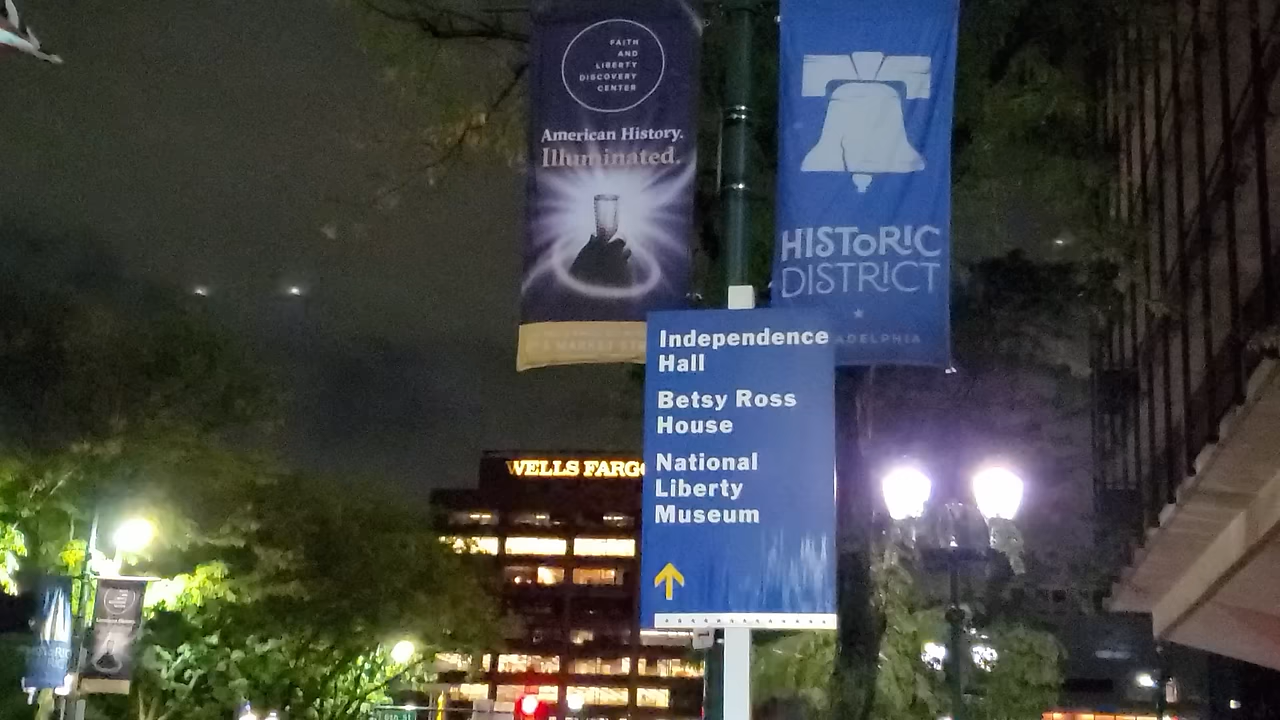 FAITH
AND
LIBERTY
DISCOVERY
CENTER
American History.
Illuminated.
HISTORIC
DISTRICT
ADELPHIA
Independence
Hall
Betsy Ross
House
National
Liberty
Museum
WELLS FARGO